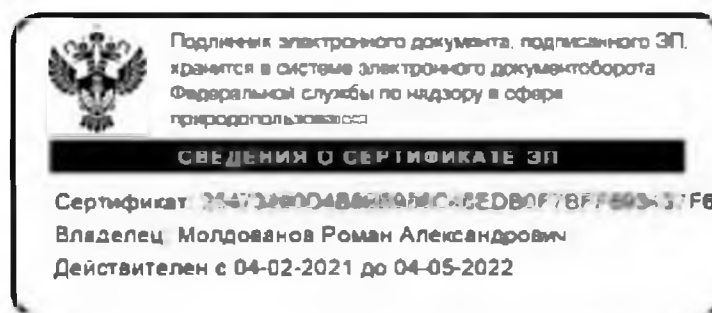 Подлинник электронного документа, подписанного ЭП,
хранится в системе электронного документооборота
Федеральной службы по надзору в сфере
природопользования
СВЕДЕНИЯ О СЕРТИФИКАТЕ ЭП
Сертификат
Владелец Молдованов Роман Александрович
Действителен с 04-02-2021 до 04-05-2022